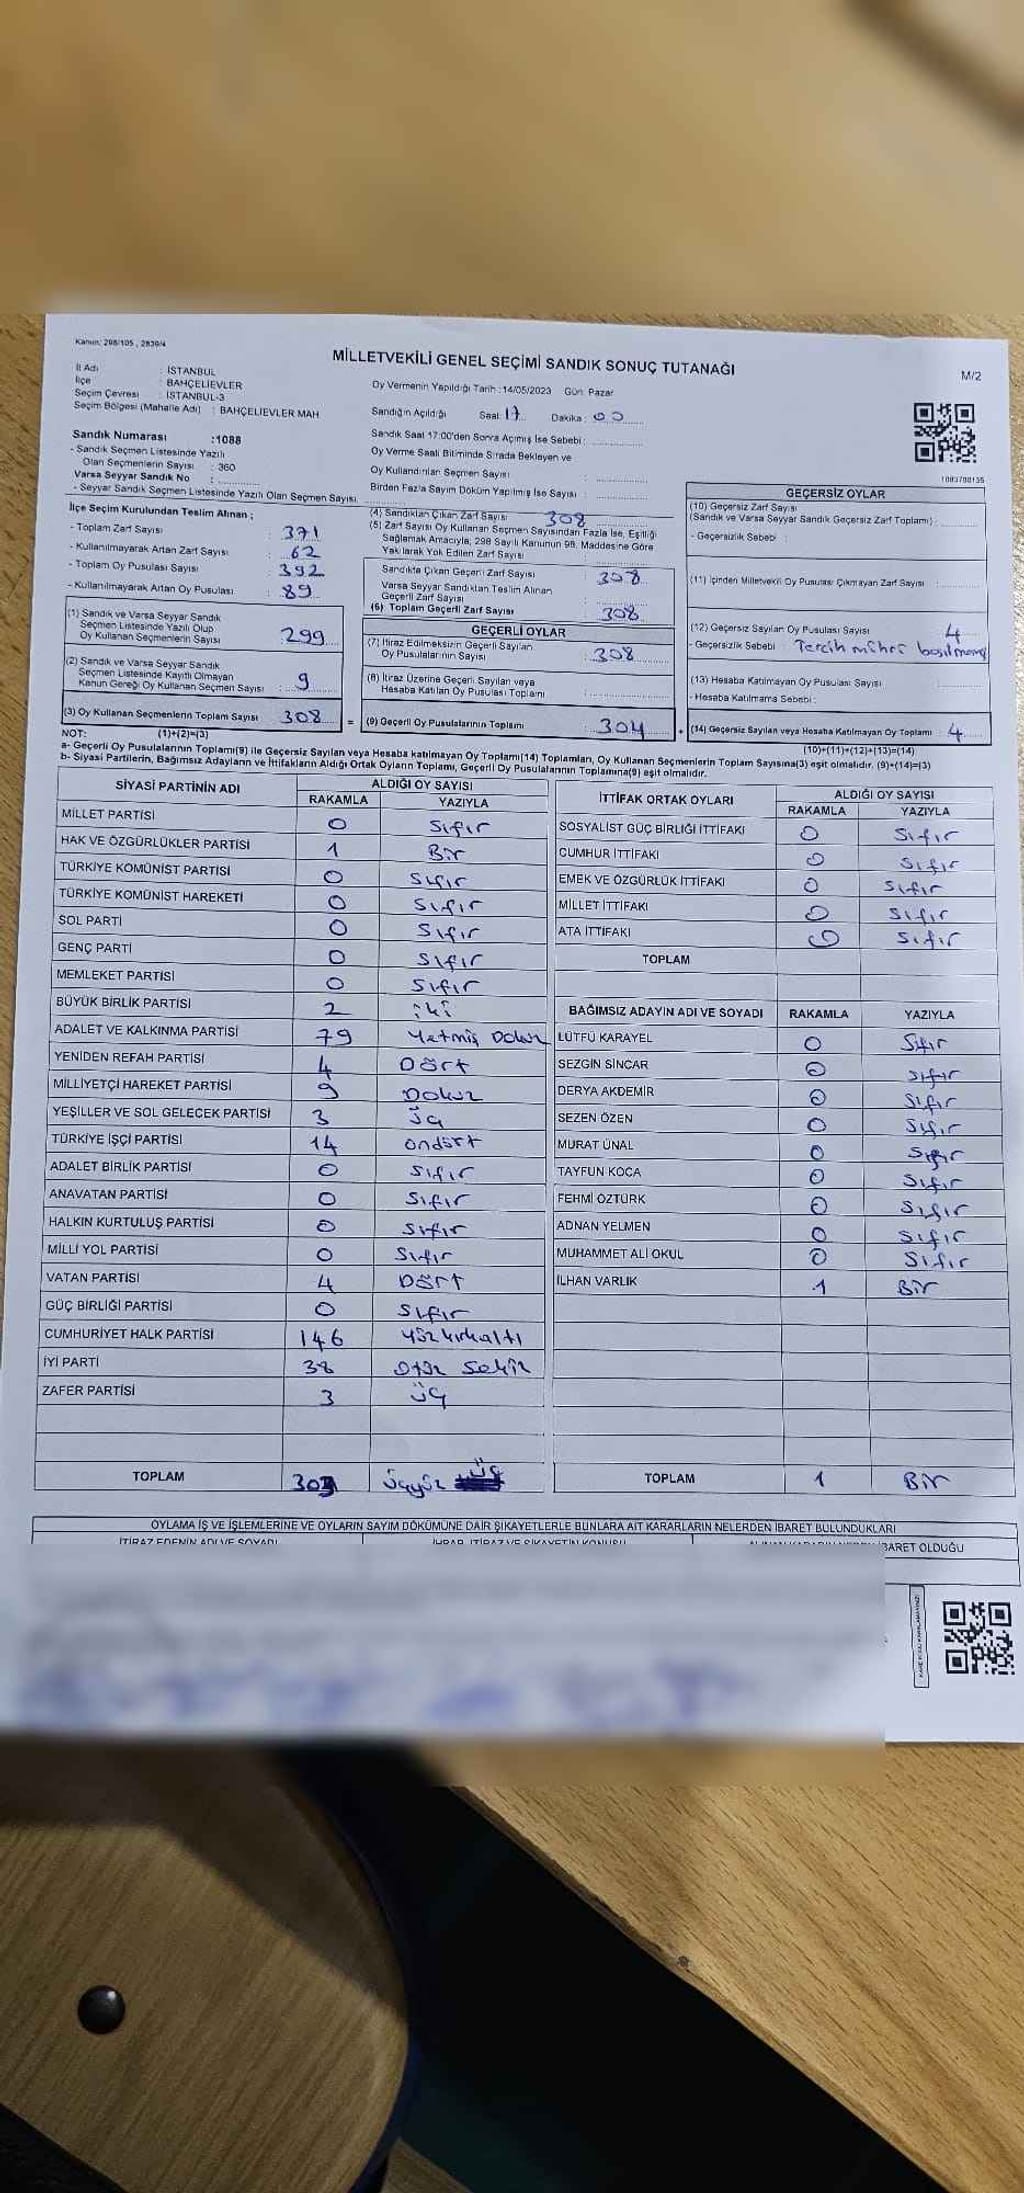 Kanun: 298/105 , 2839/4
MİLLETVEKİLİ GENEL SEÇİMİ SANDIK SONUÇ TUTANAĞI
M/2
İl Adı : İSTANBUL
İlçe : BAHÇELİEVLER
Seçim Çevresi : İSTANBUL-3
Seçim Bölgesi (Mahalle Adı) : BAHÇELİEVLER MAH
Oy Vermenin Yapıldığı Tarih :14/05/2023 Gün: Pazar
Sandığın Açıldığı Saat: 17 Dakika : 00
Sandık Numarası :1088
- Sandık Seçmen Listesinde Yazılı
Olan Seçmenlerin Sayısı : 360
Varsa Seyyar Sandık No :
- Seyyar Sandık Seçmen Listesinde Yazılı Olan Seçmen Sayısı.
Sandık Saat 17:00'den Sonra Açılmış İse Sebebi :
Oy Verme Saati Bitiminde Sırada Bekleyen ve
Oy Kullandırılan Seçmen Sayısı
Birden Fazla Sayım Döküm Yapılmış İse Sayısı :
1083788135
İlçe Seçim Kurulundan Teslim Alınan ;
- Toplam Zarf Sayısı : 371
- Kullanılmayarak Artan Zarf Sayısı : 62
- Toplam Oy Pusulası Sayısı : 392
- Kullanılmayarak Artan Oy Pusulası : 89
(1) Sandık ve Varsa Seyyar Sandık
Seçmen Listesinde Yazılı Olup
Oy Kullanan Seçmenlerin Sayısı : 299
(2) Sandık ve Varsa Seyyar Sandık
Seçmen Listesinde Kayıtlı Olmayan
Kanun Gereği Oy Kullanan Seçmen Sayısı : 9
(3) Oy Kullanan Seçmenlerin Toplam Sayısı : 308 =
(4) Sandıktan Çıkan Zarf Sayısı : 308
(5) Zarf Sayısı Oy Kullanan Seçmen Sayısından Fazla İse, Eşitliği
Sağlamak Amacıyla; 298 Sayılı Kanunun 98. Maddesine Göre
Yakılarak Yok Edilen Zarf Sayısı
Sandıkta Çıkan Geçerli Zarf Sayısı : 308
Varsa Seyyar Sandıktan Teslim Alınan
Geçerli Zarf Sayısı
(6) Toplam Geçerli Zarf Sayısı : 308
GEÇERLİ OYLAR
(7) İtiraz Edilmeksizin Geçerli Sayılan
Oy Pusulalarının Sayısı : 308
(8) İtiraz Üzerine Geçerli Sayılan veya
Hesaba Katılan Oy Pusulası Toplamı :
(9) Geçerli Oy Pusulalarının Toplamı : 304 +
GEÇERSİZ OYLAR
(10) Geçersiz Zarf Sayısı
(Sandık ve Varsa Seyyar Sandık Geçersiz Zarf Toplamı) :
- Geçersizlik Sebebi :
(11) İçinden Milletvekili Oy Pusulası Çıkmayan Zarf Sayısı :
(12) Geçersiz Sayılan Oy Pusulası Sayısı : 4
- Geçersizlik Sebebi : Tercih mührü
(13) Hesaba Katılmayan Oy Pusulası Sayısı :
- Hesaba Katılmama Sebebi :
(14) Geçersiz Sayılan veya Hesaba Katılmayan Oy Toplamı : 4
NOT: (1)+(2)=(3)
(10)+(11)+(12)+(13)=(14)
a- Geçerli Oy Pusulalarının Toplamı(9) ile Geçersiz Sayılan veya Hesaba katılmayan Oy Toplamı(14) Toplamları, Oy Kullanan Seçmenlerin Toplam Sayısına(3) eşit olmalıdır. (9)+(14)=(3)
b- Siyasi Partilerin, Bağımsız Adayların ve İttifakların Aldığı Ortak Oyların Toplamı, Geçerli Oy Pusulalarının Toplamına(9) eşit olmalıdır.
SİYASİ PARTİNİN ADI ALDIĞI OY SAYISI
RAKAMLA YAZIYLA
MİLLET PARTİSİ 0 Sıfır
HAK VE ÖZGÜRLÜKLER PARTİSİ 1 Bir
TÜRKİYE KOMÜNİST PARTİSİ 0 Sıfır
TÜRKİYE KOMÜNİST HAREKETİ 0 Sıfır
SOL PARTİ 0 Sıfır
GENÇ PARTİ 0 Sıfır
MEMLEKET PARTİSİ 0 Sıfır
BÜYÜK BİRLİK PARTİSİ 2 iki
ADALET VE KALKINMA PARTİSİ 79 Yetmiş Dokuz
YENİDEN REFAH PARTİSİ 4 Dört
MİLLİYETÇİ HAREKET PARTİSİ 9 Dokuz
YEŞİLLER VE SOL GELECEK PARTİSİ 3 üç
TÜRKİYE İŞÇİ PARTİSİ 14 ondört
ADALET BİRLİK PARTİSİ 0 Sıfır
ANAVATAN PARTİSİ 0 Sıfır
HALKIN KURTULUŞ PARTİSİ 0 Sıfır
MİLLİ YOL PARTİSİ 0 Sıfır
VATAN PARTİSİ 4 Dört
GÜÇ BİRLİĞİ PARTİSİ 0 Sıfır
CUMHURİYET HALK PARTİSİ 146 Yüzkırkaltı
İYİ PARTİ 38 Otuz Sekiz
ZAFER PARTİSİ 3 üç
TOPLAM 303 üçyüz üç
İTTİFAK ORTAK OYLARI ALDIĞI OY SAYISI
RAKAMLA YAZIYLA
SOSYALİST GÜÇ BİRLİĞİ İTTİFAKI 0 Sıfır
CUMHUR İTTİFAKI 0 Sıfır
EMEK VE ÖZGÜRLÜK İTTİFAKI 0 Sıfır
MİLLET İTTİFAKI 0 Sıfır
ATA İTTİFAKI 0 Sıfır
TOPLAM
BAĞIMSIZ ADAYIN ADI VE SOYADI RAKAMLA YAZIYLA
LÜTFÜ KARAYEL 0 Sıfır
SEZGİN SİNCAR 0 Sıfır
DERYA AKDEMİR 0 Sıfır
SEZEN ÖZEN 0 Sıfır
MURAT ÜNAL 0 Sıfır
TAYFUN KOCA 0 Sıfır
FEHMİ ÖZTÜRK 0 Sıfır
ADNAN YELMEN 0 Sıfır
MUHAMMET ALİ OKUL 0 Sıfır
İLHAN VARLIK 1 Bir
TOPLAM 1 Bir
OYLAMA İŞ VE İŞLEMLERİNE VE OYLARIN SAYIM DÖKÜMÜNE DAİR ŞİKAYETLERLE BUNLARA AİT KARARLARIN NELERDEN İBARET BULUNDUKLARI
İTİRAZ EDENİN ADI VE SOYADI
İBARET OLDUĞU